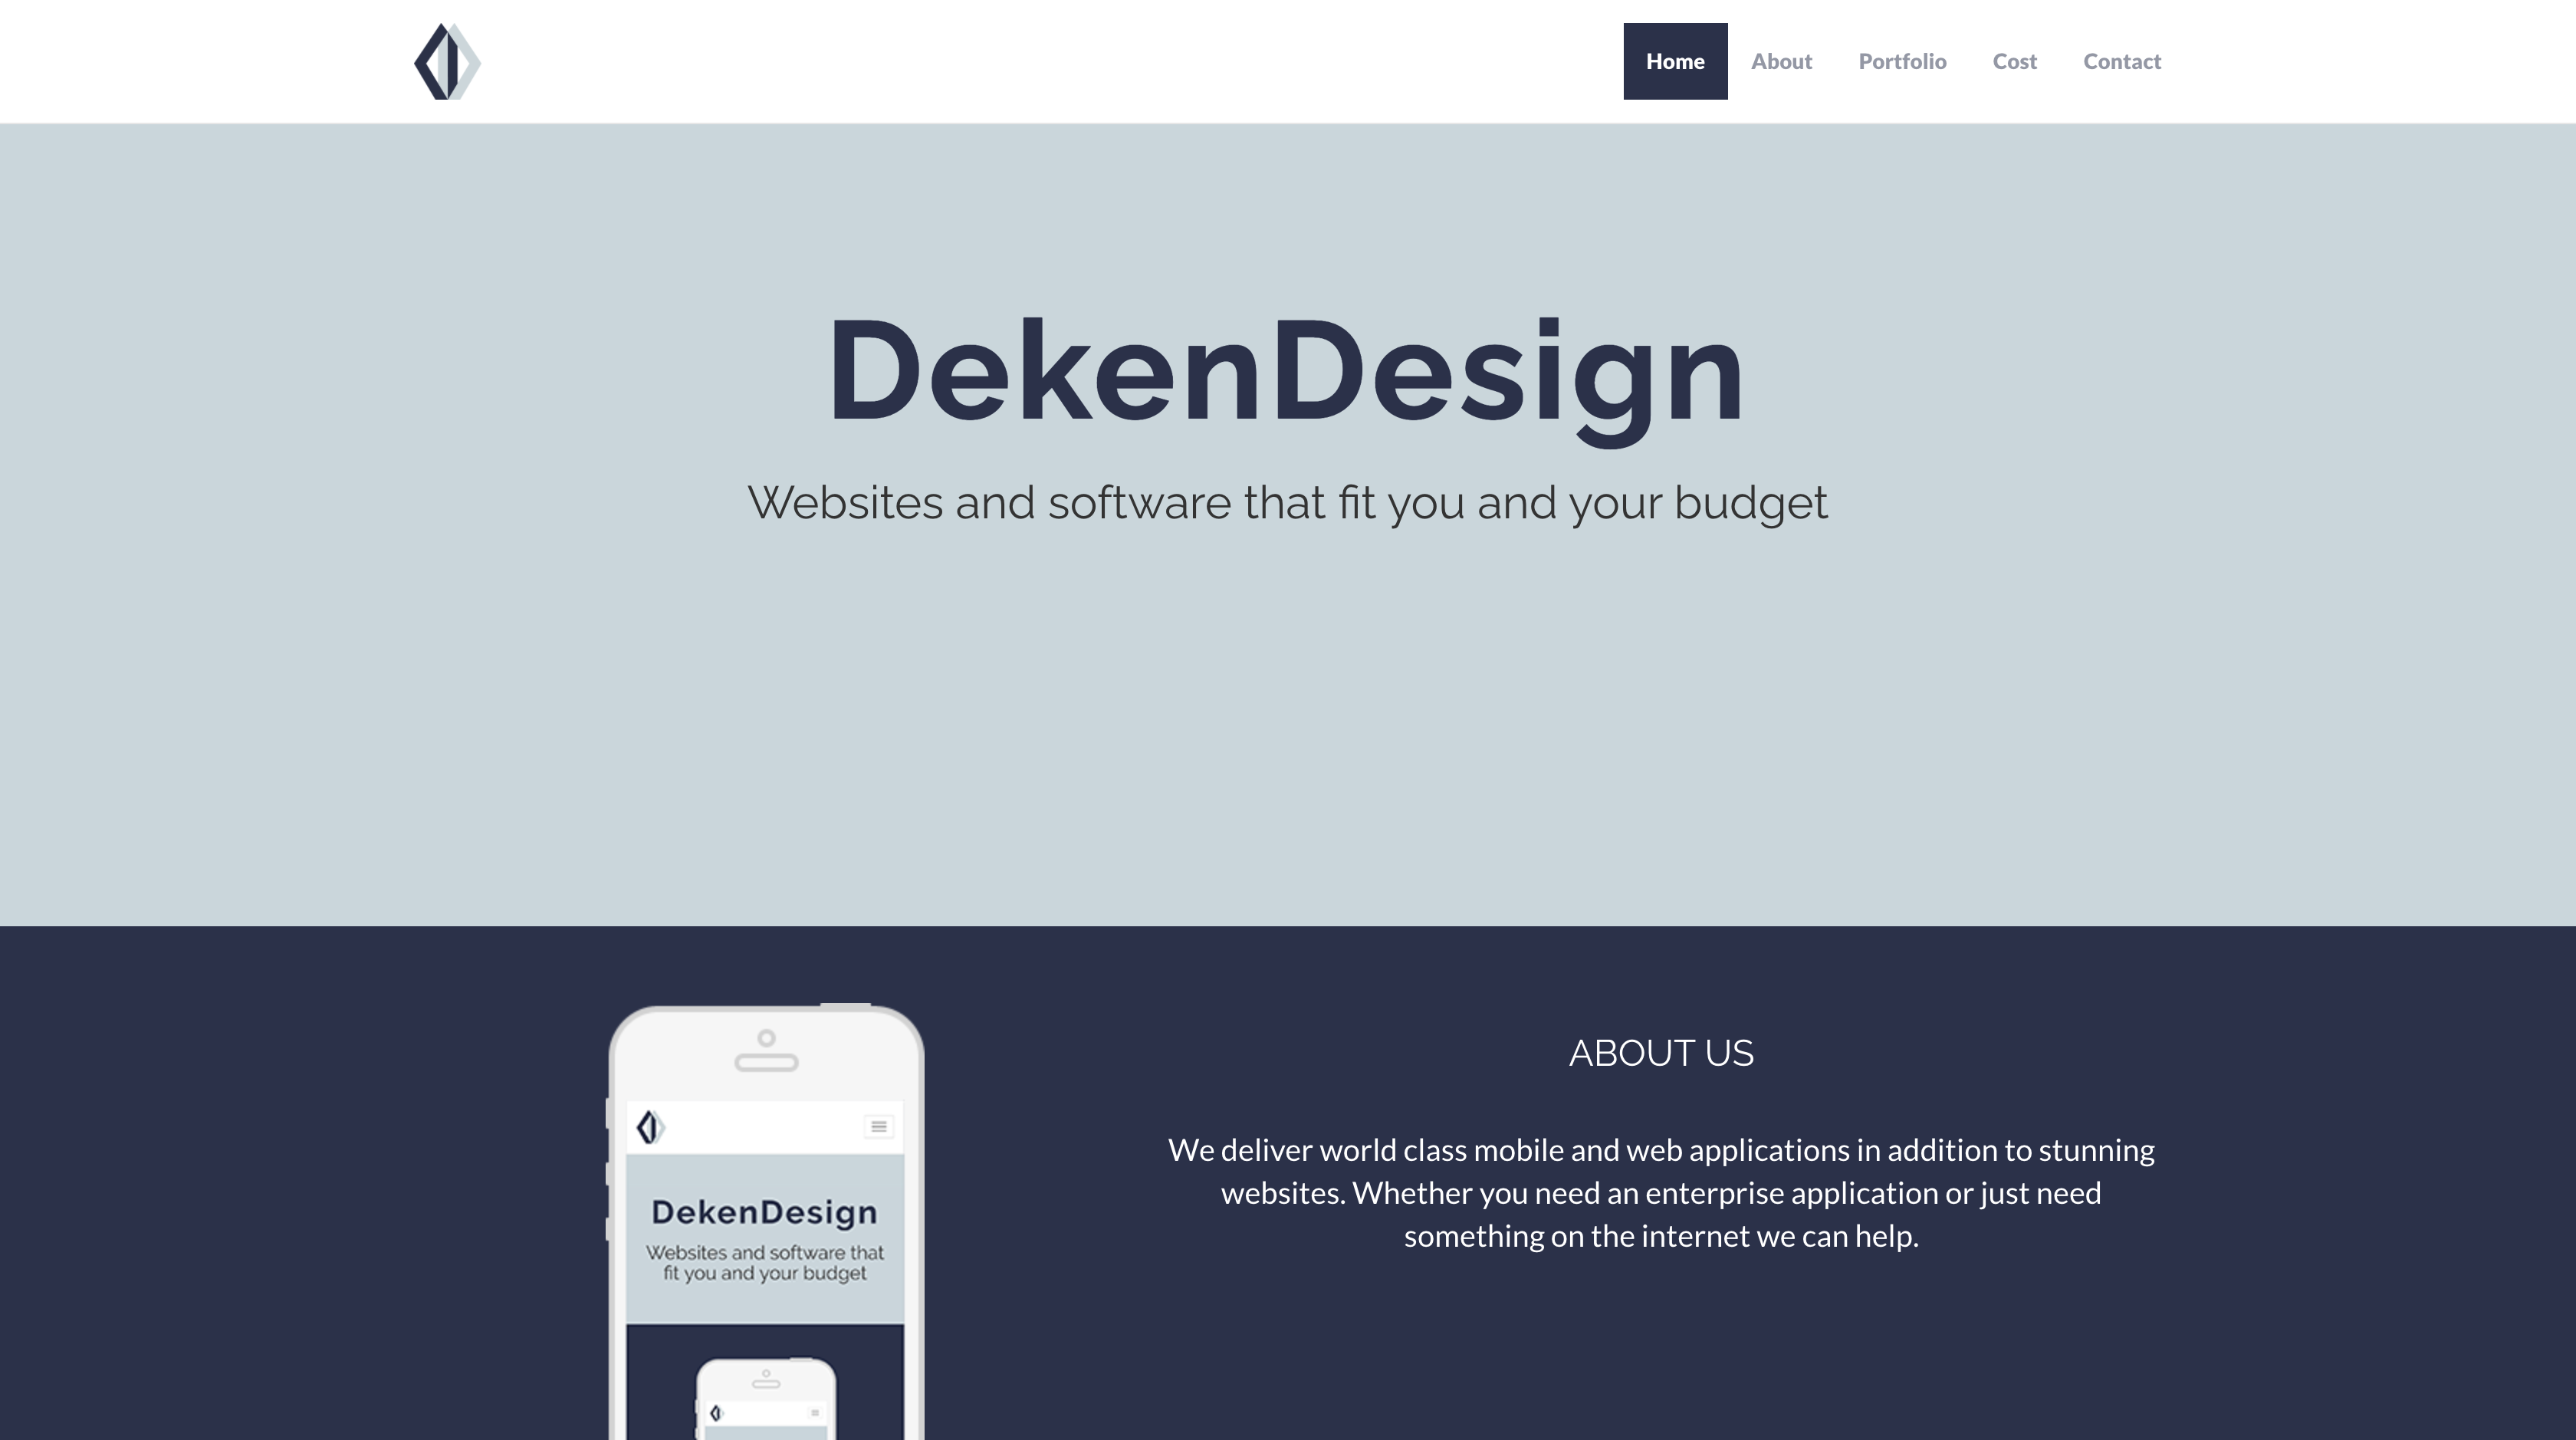 Home About Portfolio Cost Contact
DekenDesign
Websites and software that fit you and your budget
ABOUT US
We deliver world class mobile and web applications in addition to stunning
websites. Whether you need an enterprise application or just need
something on the internet we can help.
DekenDesign
Websites and software that
fit you and your budget